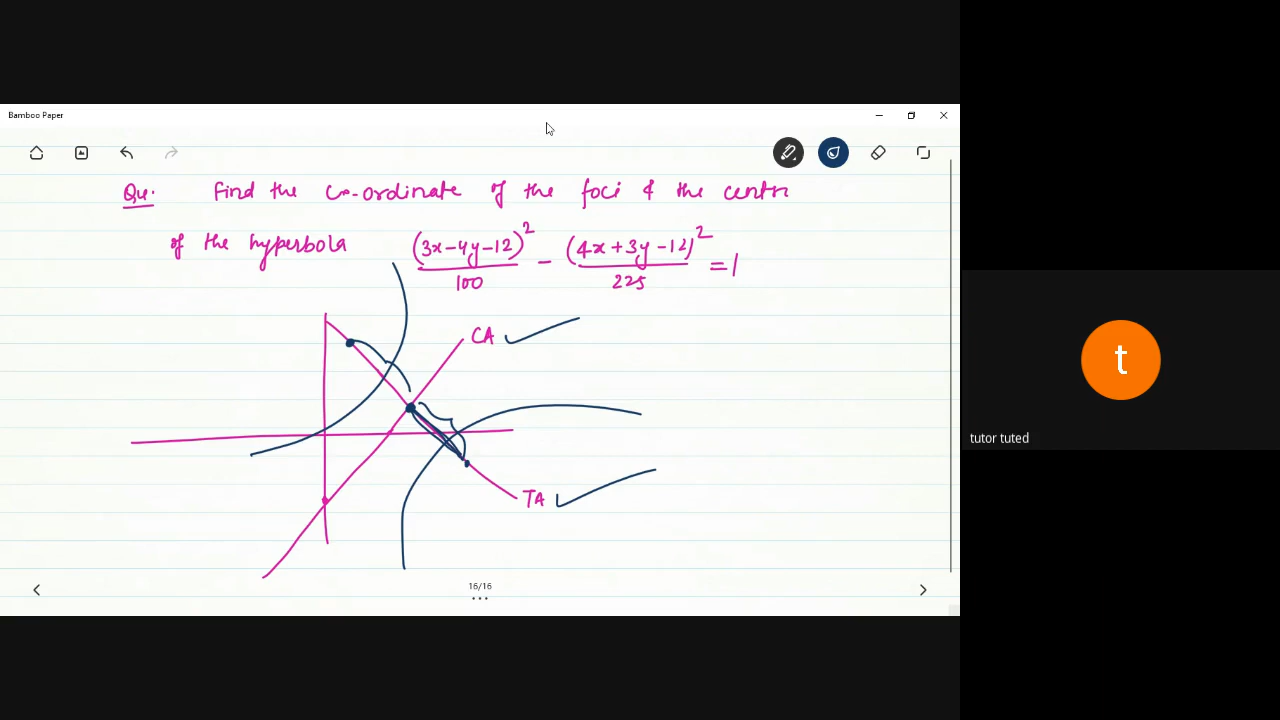 Bamboo Paper
Qu: Find the co-ordinate of the foci & the centre
of the hyperbola (3x-4y-12)²/100 - (4x+3y-12)²/225 = 1
CA
TA
t
tutor tuted
16/16